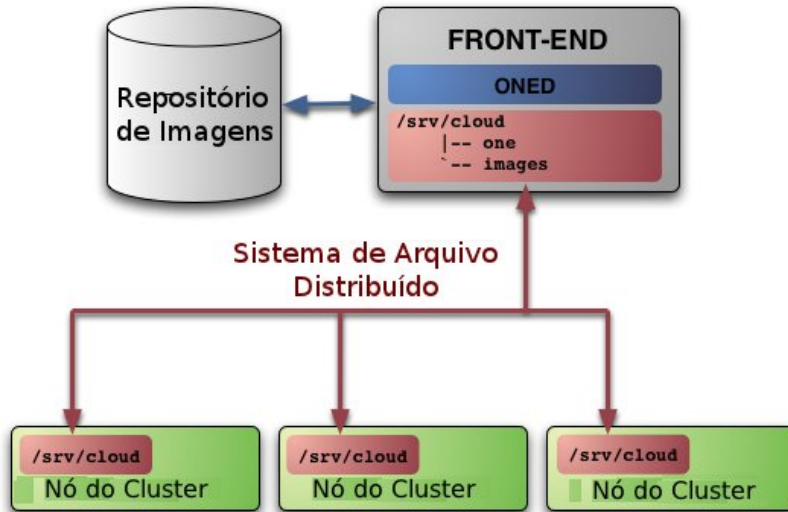 Repositório
de Imagens
FRONT-END
ONED
/srv/cloud
|-- one
`-- images
Sistema de Arquivo
Distribuído
/srv/cloud
Nó do Cluster
/srv/cloud
Nó do Cluster
/srv/cloud
Nó do Cluster